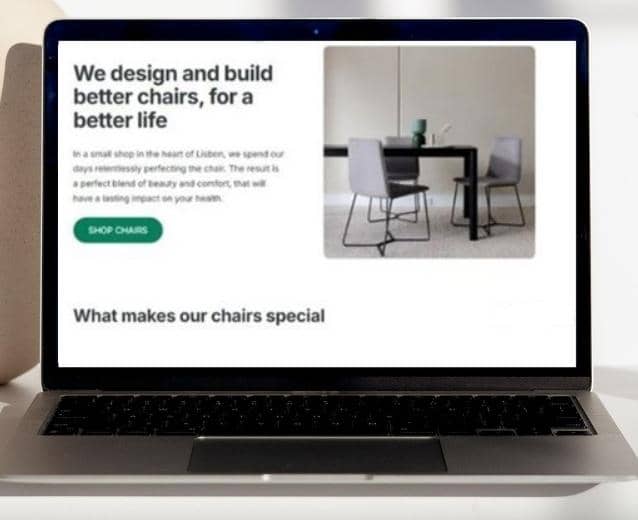 We design and build
better chairs, for a
better life
In a small shop in the heart of Lisbon, we spend our
days relentlessly perfecting the chair. The result is
a perfect blend of beauty and comfort, that will
have a lasting impact on your health.
SHOP CHAIRS
What makes our chairs special